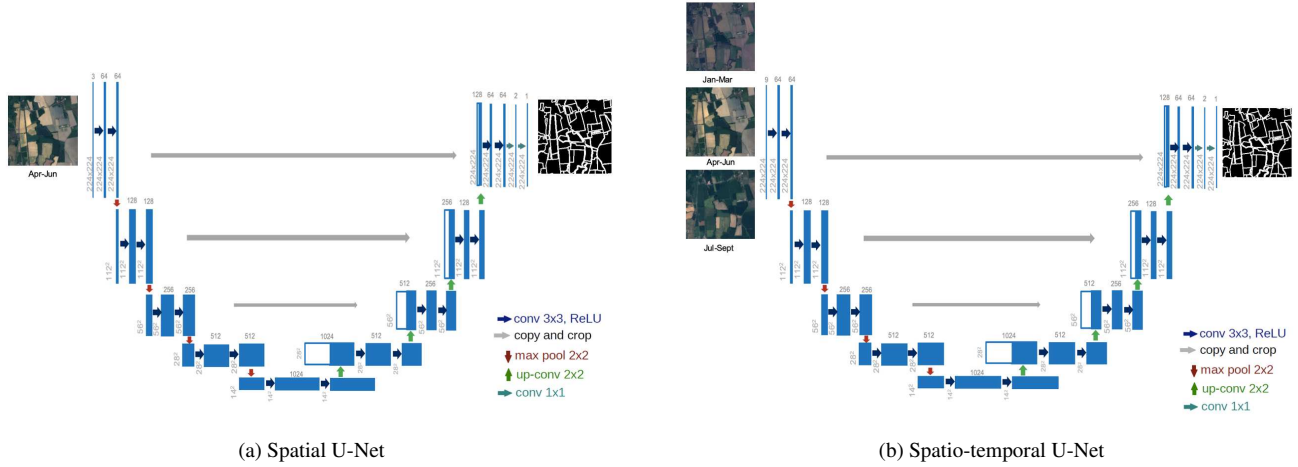 Apr-Jun
3 64 64
224x224
224x224
224x224
128 128
112²
112²
112²
256 256
56²
56²
56²
512 512
28²
28²
28²
1024
14²
14²
14²
1024 512
28²
28²
28²
512 256
56²
56²
56²
256 128
112²
112²
112²
128 64 64 2 1
224x224
224x224
224x224
224x224
224x224
conv 3x3, ReLU
copy and crop
max pool 2x2
up-conv 2x2
conv 1x1
(a) Spatial U-Net
Jan-Mar
Apr-Jun
Jul-Sept
9 64 64
224x224
224x224
224x224
128 128
112²
112²
112²
256 256
56²
56²
56²
512 512
28²
28²
28²
1024
14²
14²
14²
1024 512
28²
28²
28²
512 256
56²
56²
56²
256 128
112²
112²
112²
128 64 64 2 1
224x224
224x224
224x224
224x224
224x224
conv 3x3, ReLU
copy and crop
max pool 2x2
up-conv 2x2
conv 1x1
(b) Spatio-temporal U-Net